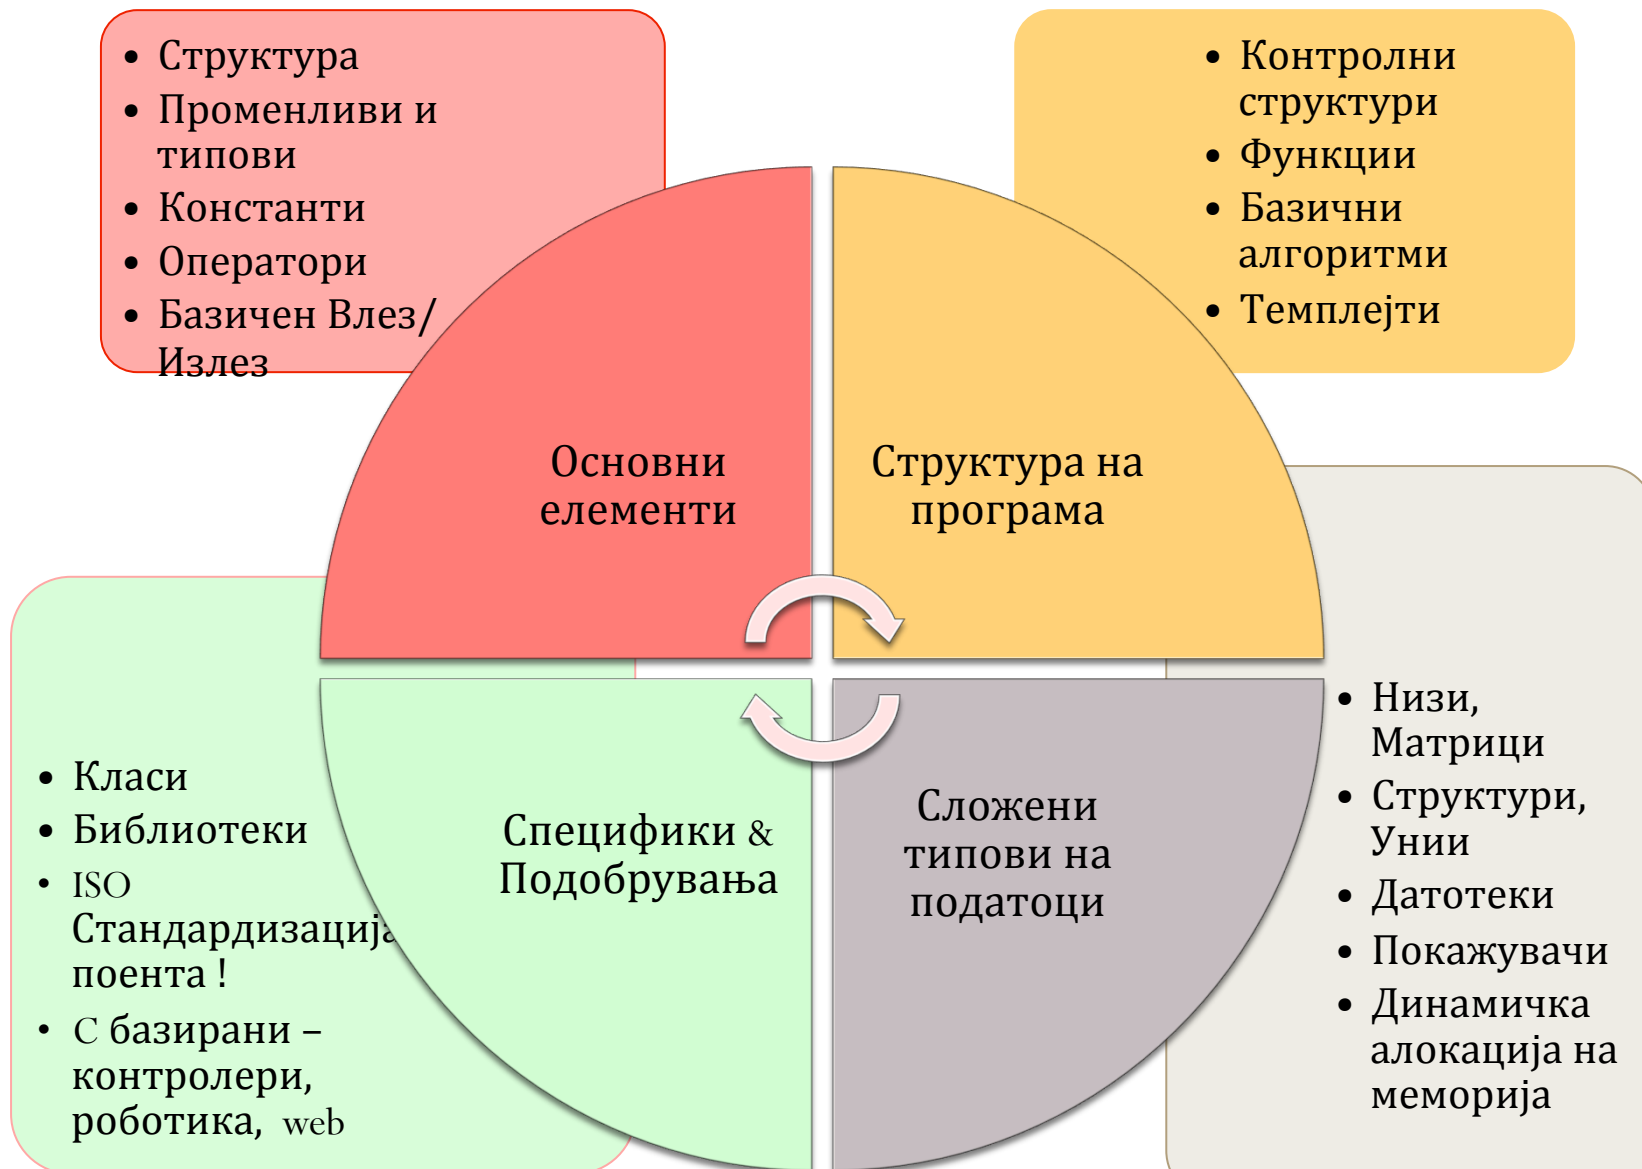 • Структура
• Променливи и
типови
• Константи
• Оператори
• Базичен Влез/
Излез
• Контролни
структури
• Функции
• Базични
алгоритми
• Темплејти
Основни
елементи
Структура на
програма
• Класи
• Библиотеки
• ISO
Стандардизација
поента !
• C базирани –
контролери,
роботика, web
Специфики &
Подобрувања
Сложени
типови на
податоци
• Низи,
Матрици
• Структури,
Унии
• Датотеки
• Покажувачи
• Динамичка
алокација на
меморија